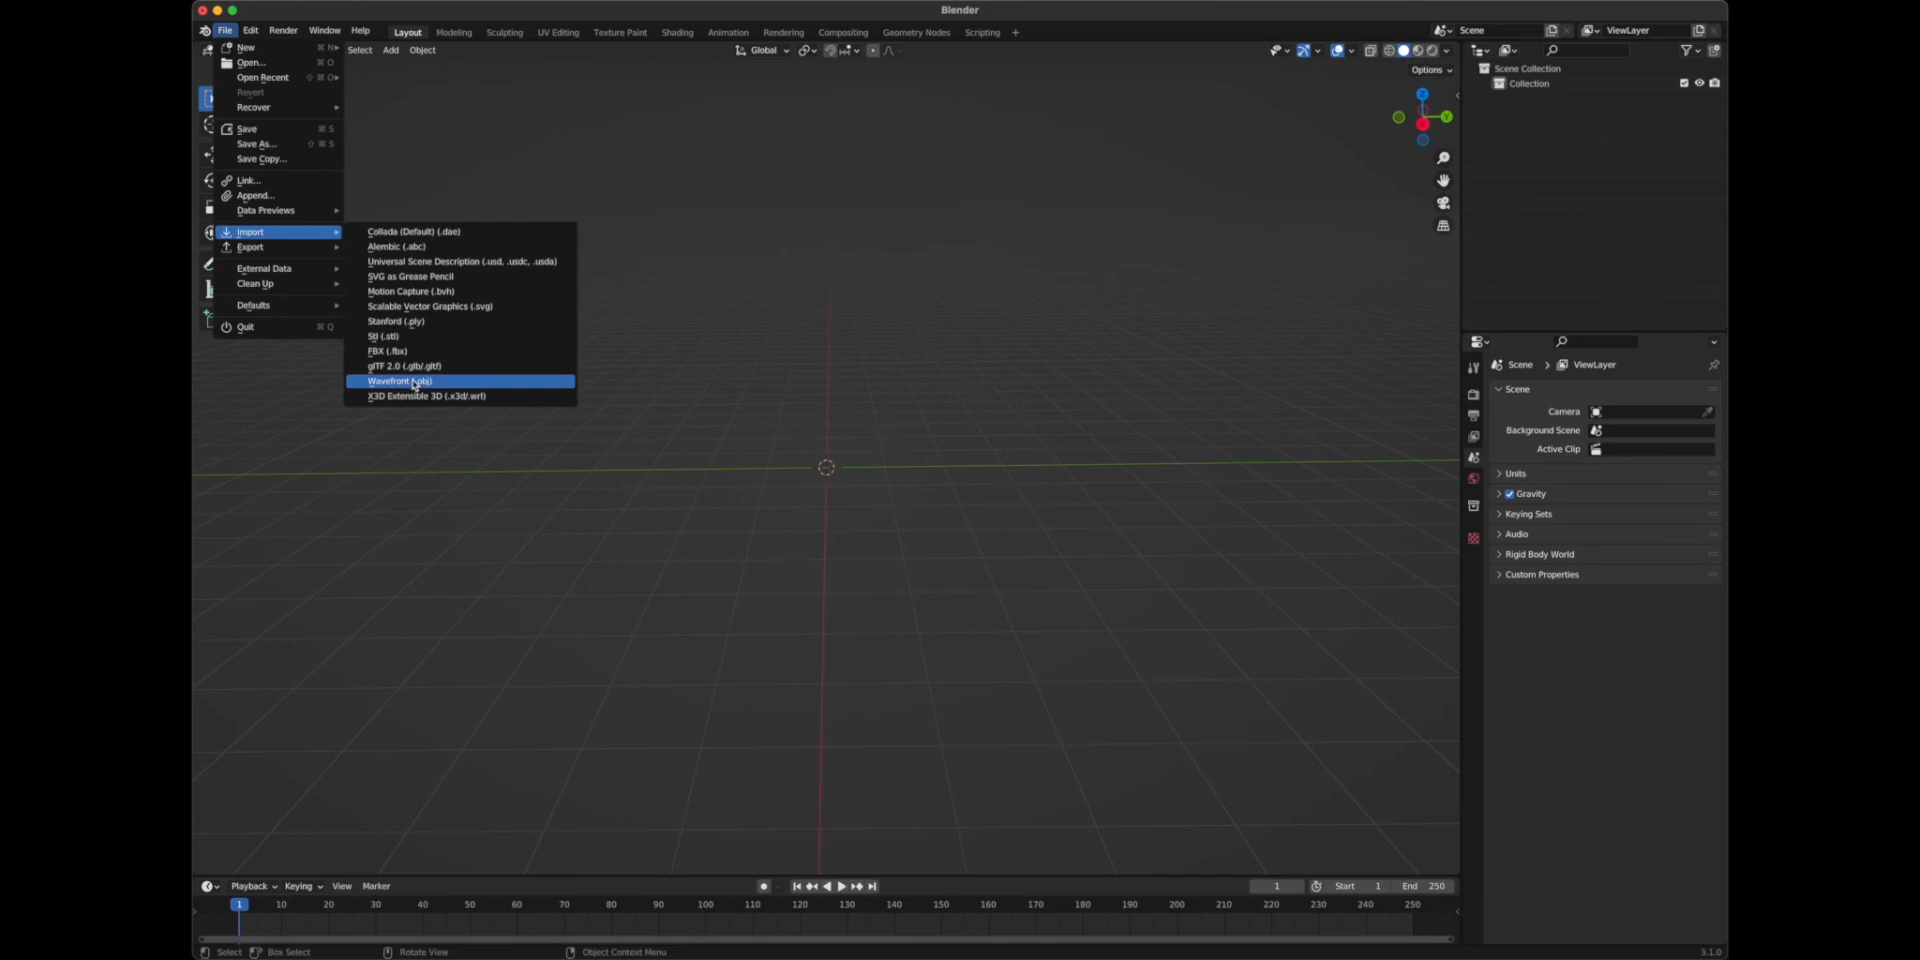 Blender
File Edit Render Window Help Layout Modeling Sculpting UV Editing Texture Paint Shading Animation Rendering Compositing Geometry Nodes Scripting + Scene ViewLayer
Select Add Object Global
Options
New ⌘ N
Open... ⌘ O
Open Recent ⇧ ⌘ O
Revert
Recover
Save ⌘ S
Save As... ⇧ ⌘ S
Save Copy...
Link...
Append...
Data Previews
Import
Export
External Data
Clean Up
Defaults
Quit ⌘ Q
Collada (Default) (.dae)
Alembic (.abc)
Universal Scene Description (.usd, .usdc, .usda)
SVG as Grease Pencil
Motion Capture (.bvh)
Scalable Vector Graphics (.svg)
Stanford (.ply)
Stl (.stl)
FBX (.fbx)
glTF 2.0 (.glb/.gltf)
Wavefront (.obj)
X3D Extensible 3D (.x3d/.wrl)
Z
Y
Scene Collection
Collection
Scene > ViewLayer
Scene
Camera
Background Scene
Active Clip
Units
Gravity
Keying Sets
Audio
Rigid Body World
Custom Properties
Playback Keying View Marker 1 Start 1 End 250
1 10 20 30 40 50 60 70 80 90 100 110 120 130 140 150 160 170 180 190 200 210 220 230 240 250
Select Box Select Rotate View Object Context Menu 3.1.0